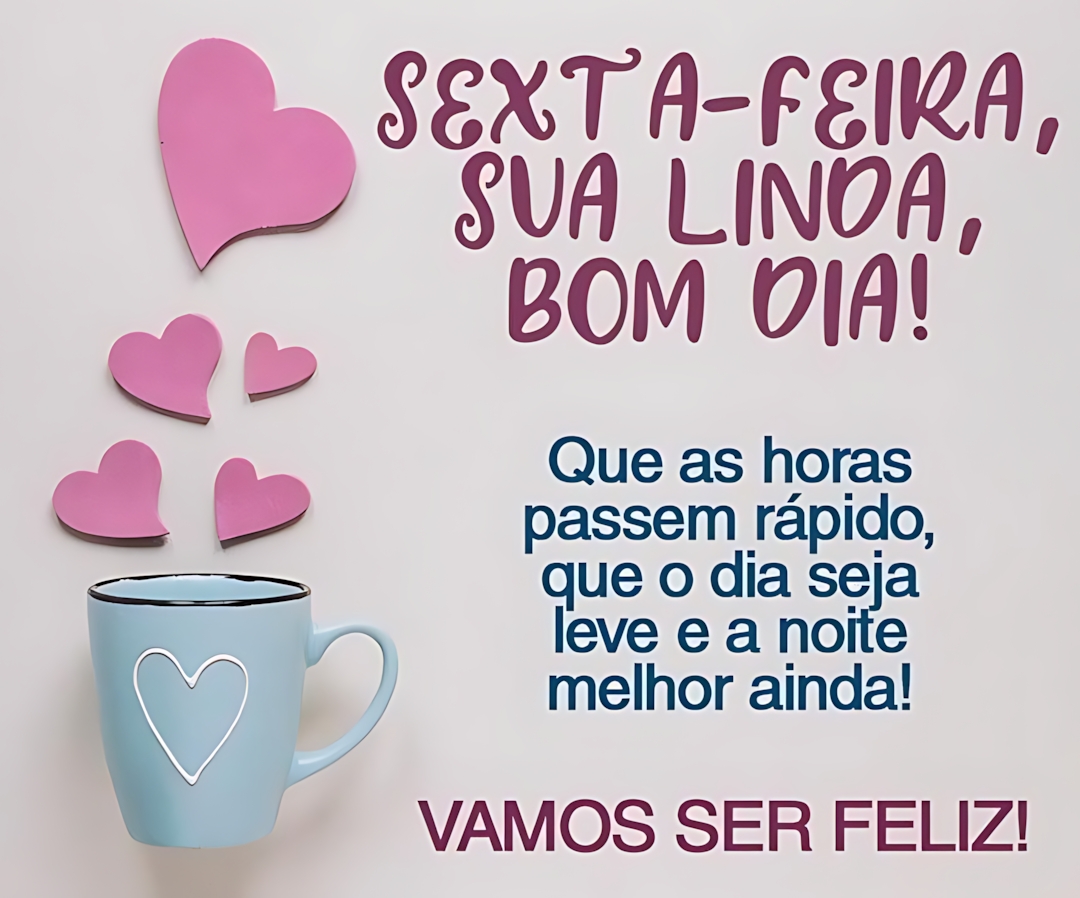 SEXTA-FEIRA,
SUA LINDA,
BOM DIA!
Que as horas
passem rápido,
que o dia seja
leve e a noite
melhor ainda!
VAMOS SER FELIZ!